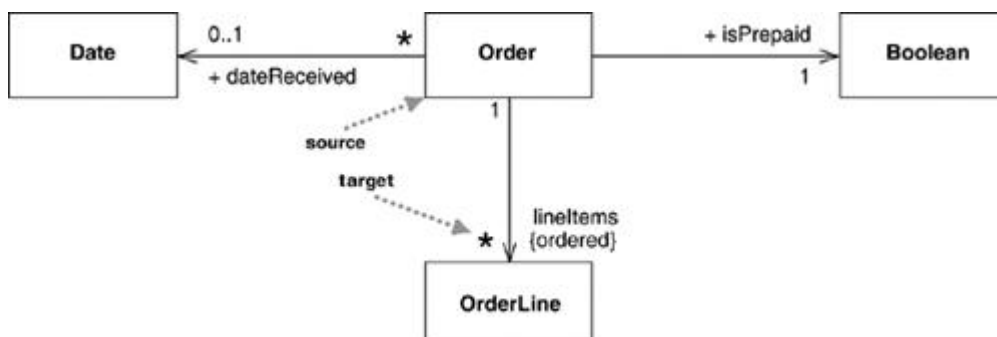 0..1
*
+ isPrepaid
Date
Order
Boolean
+ dateReceived
1
1
source
target
lineItems
*
{ordered}
OrderLine